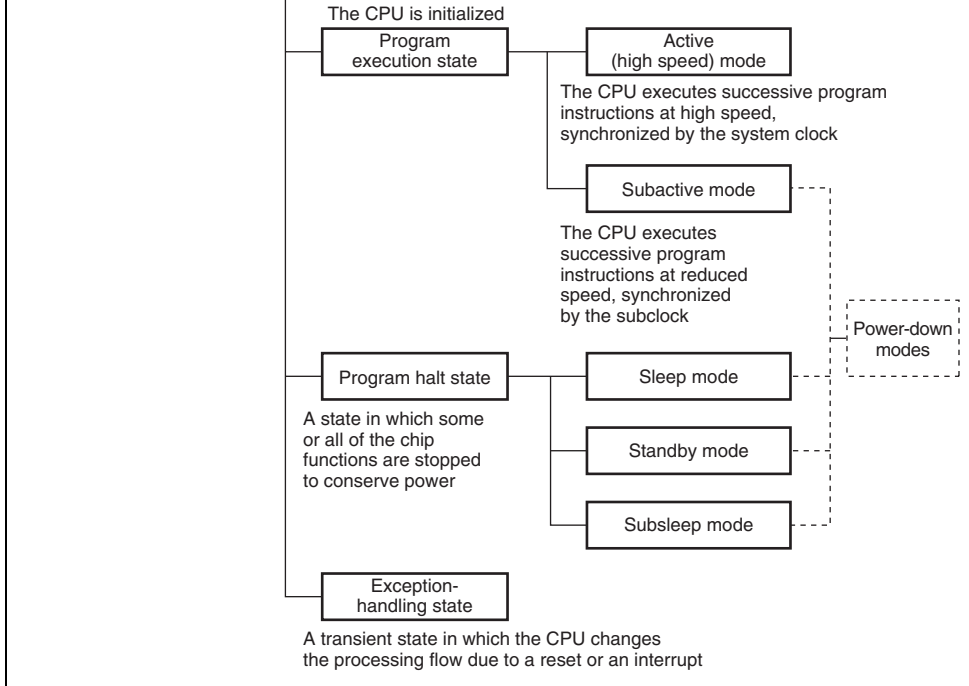 The CPU is initialized
Program
execution state
Active
(high speed) mode
The CPU executes successive program
instructions at high speed,
synchronized by the system clock
Subactive mode
The CPU executes
successive program
instructions at reduced
speed, synchronized
by the subclock
Power-down
modes
Program halt state
Sleep mode
A state in which some
or all of the chip
functions are stopped
to conserve power
Standby mode
Subsleep mode
Exception-
handling state
A transient state in which the CPU changes
the processing flow due to a reset or an interrupt